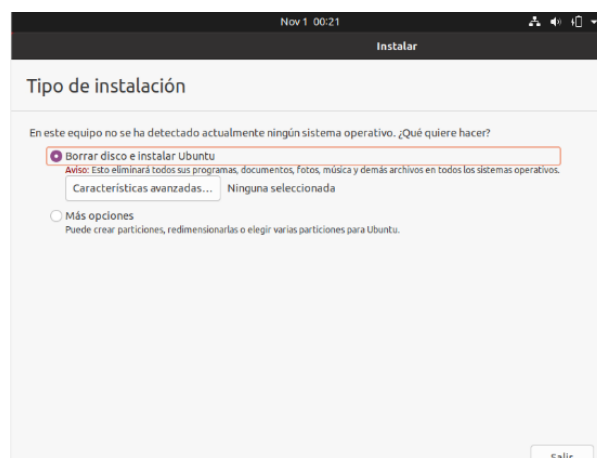 Nov 1 00:21
Instalar
Tipo de instalación
En este equipo no se ha detectado actualmente ningún sistema operativo. ¿Qué quiere hacer?
Borrar disco e instalar Ubuntu
Aviso: Esto eliminará todos sus programas, documentos, fotos, música y demás archivos en todos los sistemas operativos.
Características avanzadas... Ninguna seleccionada
Más opciones
Puede crear particiones, redimensionarlas o elegir varias particiones para Ubuntu.
Salir